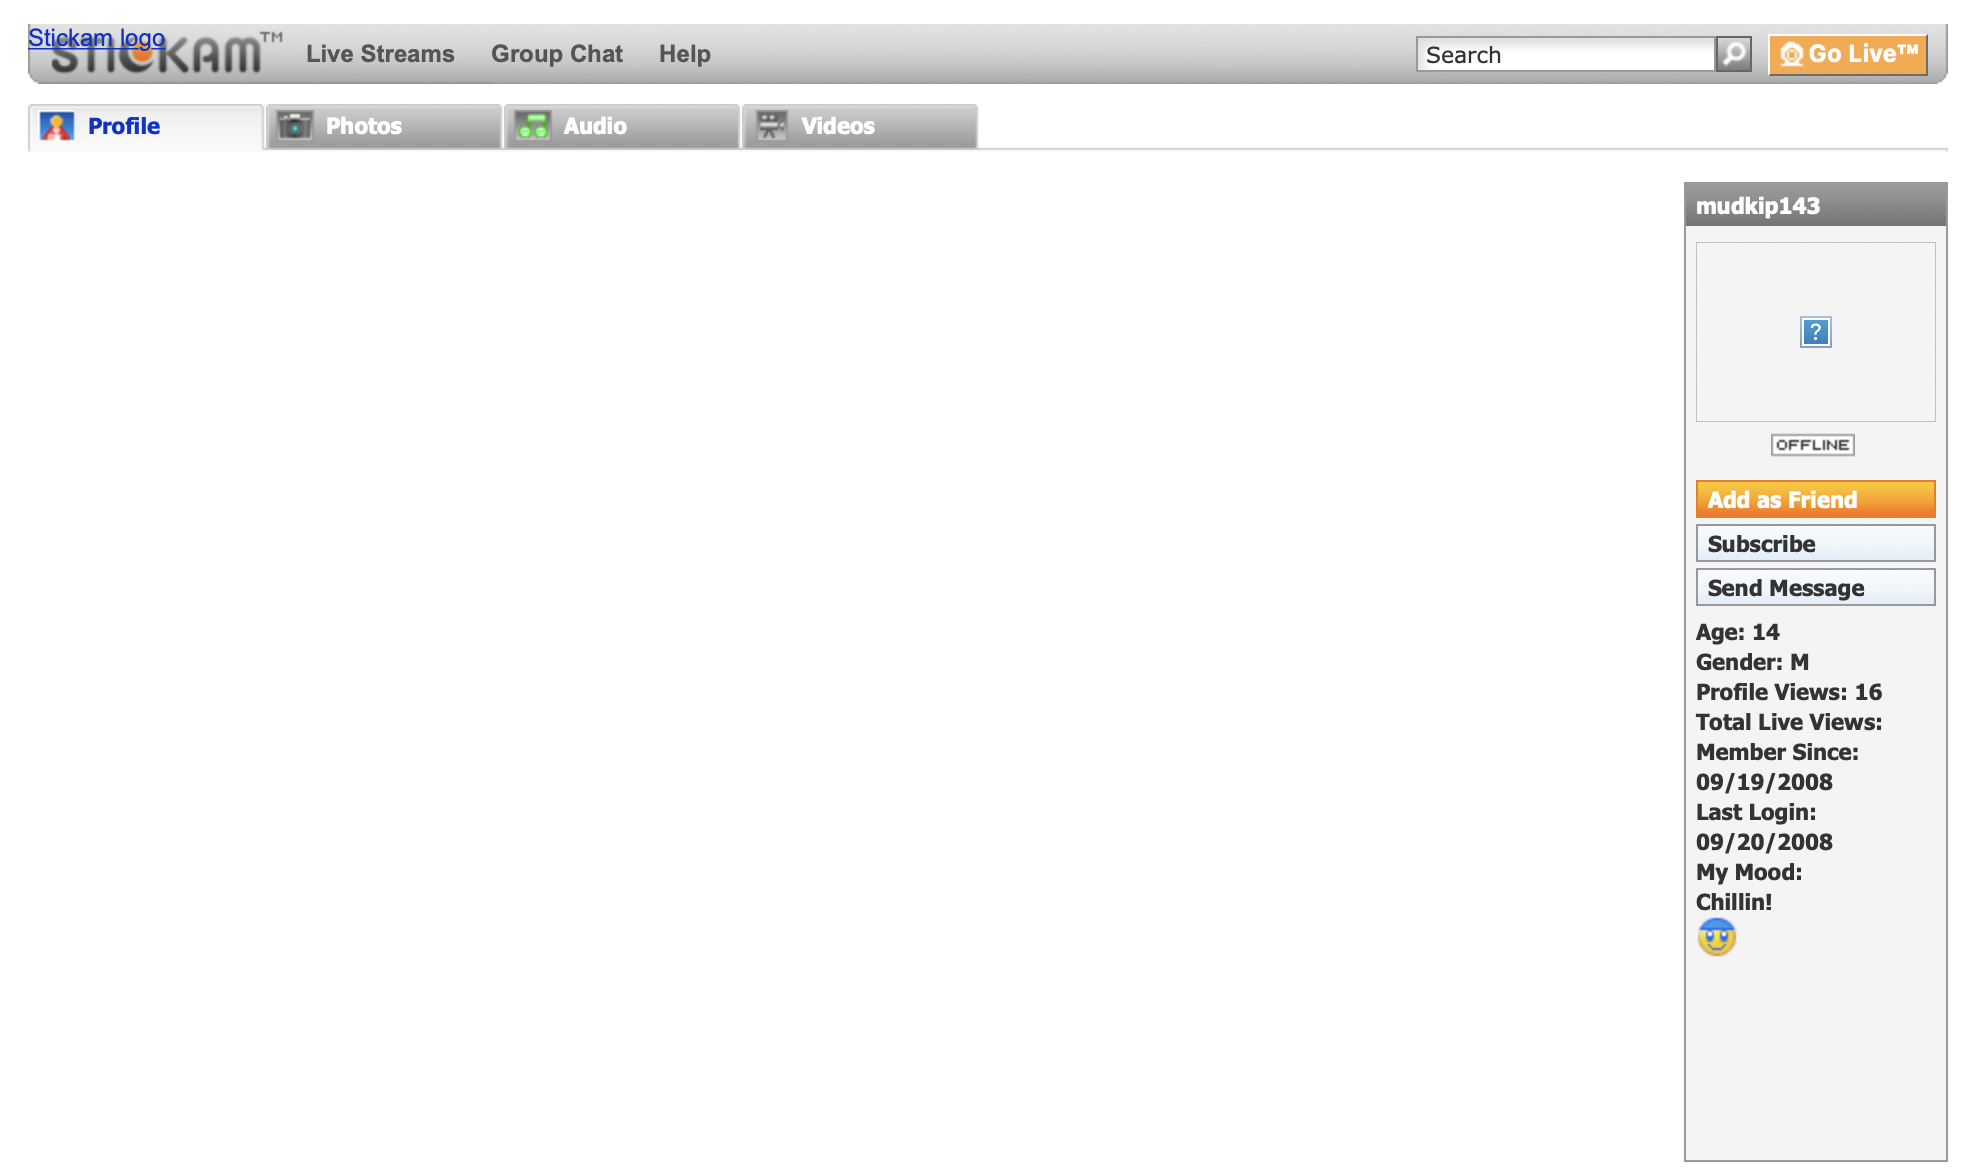 Stickam logo
STICKAM™
Live Streams Group Chat Help
Search
Go Live™
Profile Photos Audio Videos
mudkip143
?
OFFLINE
Add as Friend
Subscribe
Send Message
Age: 14
Gender: M
Profile Views: 16
Total Live Views:
Member Since:
09/19/2008
Last Login:
09/20/2008
My Mood:
Chillin!